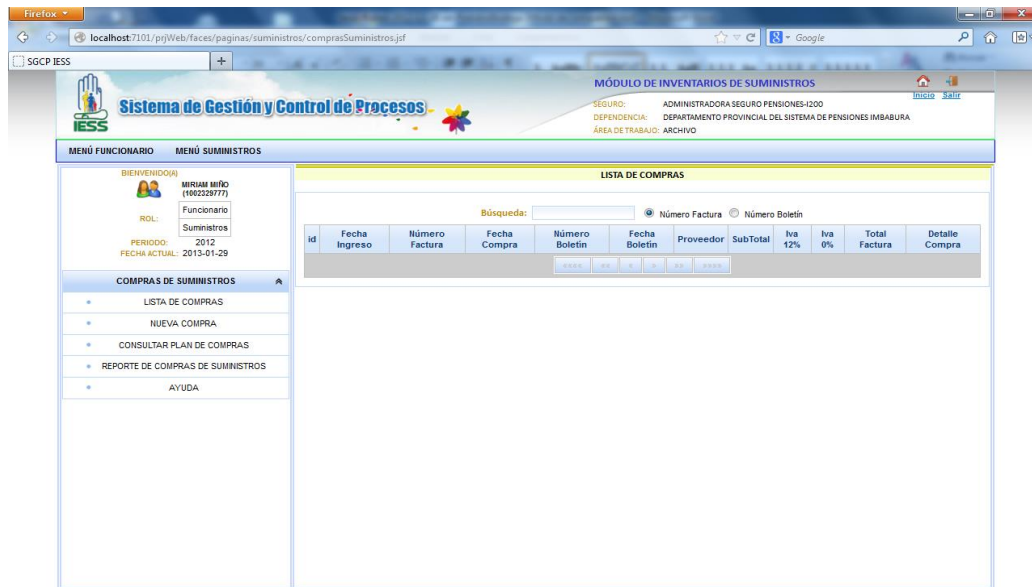 Firefox
localhost:7101/prjWeb/faces/paginas/suministros/comprasSuministros.jsf
Google
SGCP IESS
+
IESS
Sistema de Gestión y Control de Procesos
MÓDULO DE INVENTARIOS DE SUMINISTROS
SEGURO: ADMINISTRADORA SEGURO PENSIONES-I200
DEPENDENCIA: DEPARTAMENTO PROVINCIAL DEL SISTEMA DE PENSIONES IMBABURA
ÁREA DE TRABAJO: ARCHIVO
Inicio Salir
MENÚ FUNCIONARIO MENÚ SUMINISTROS
BIENVENIDO(A)
MIRIAM MIÑO
(1002329777)
ROL: Funcionario
Suministros
PERIODO: 2012
FECHA ACTUAL: 2013-01-29
COMPRAS DE SUMINISTROS
LISTA DE COMPRAS
NUEVA COMPRA
CONSULTAR PLAN DE COMPRAS
REPORTE DE COMPRAS DE SUMINISTROS
AYUDA
LISTA DE COMPRAS
Búsqueda: Número Factura Número Boletín
id Fecha Ingreso Número Factura Fecha Compra Número Boletín Fecha Boletín Proveedor SubTotal Iva 12% Iva 0% Total Factura Detalle Compra
«««« «« « » »» »»»»